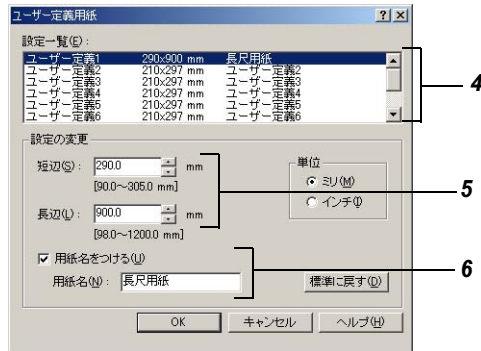 ユーザー定義用紙
設定一覧(E):
ユーザー定義1 290x900 mm 長尺用紙
ユーザー定義2 210x297 mm ユーザー定義2
ユーザー定義3 210x297 mm ユーザー定義3
ユーザー定義4 210x297 mm ユーザー定義4
ユーザー定義5 210x297 mm ユーザー定義5
ユーザー定義6 210x297 mm ユーザー定義6
4
設定の変更
短辺(S): 290.0 mm
[90.0~305.0 mm]
長辺(L): 900.0 mm
[98.0~1200.0 mm]
単位
ミリ(M)
インチ(I)
5
用紙名をつける(U)
用紙名(N): 長尺用紙
6
標準に戻す(D)
OK キャンセル ヘルプ(H)